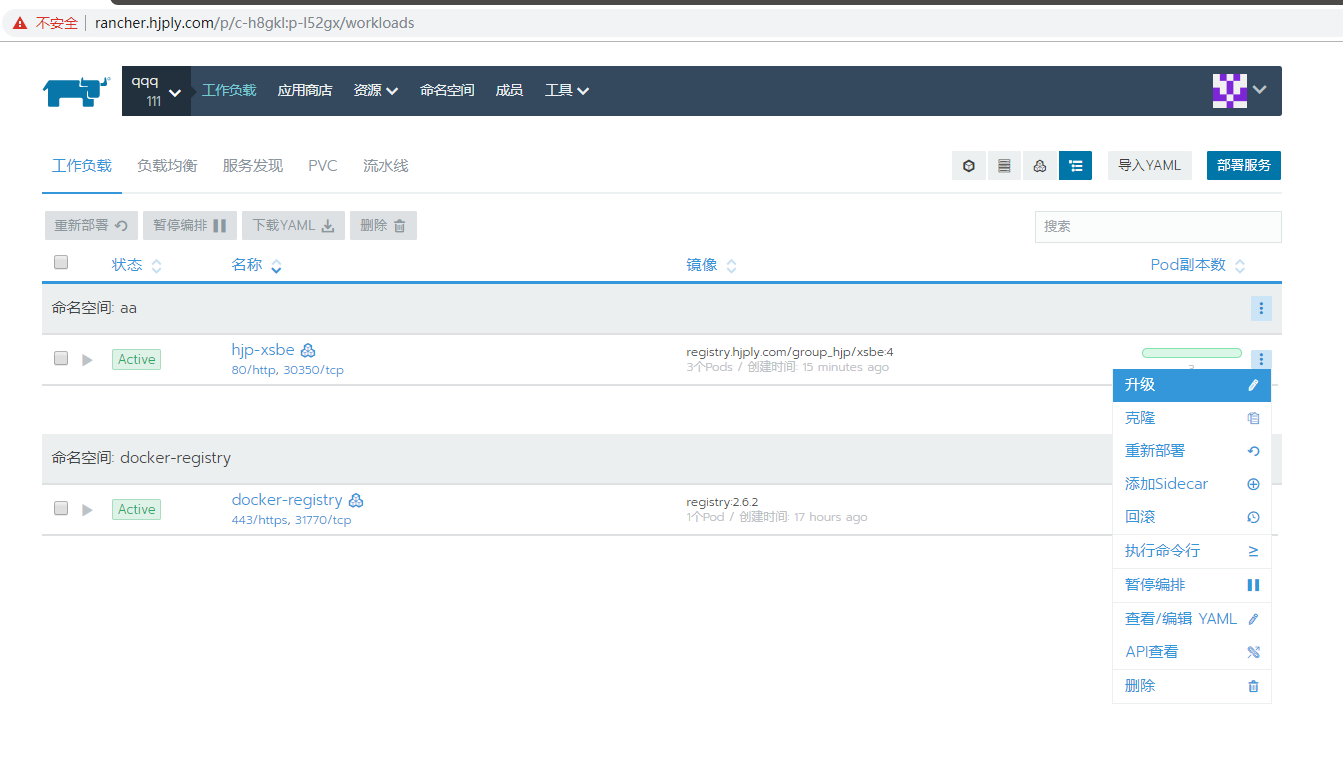 不安全 rancher.hjply.com/p/c-h8gkl:p-l52gx/workloads
qqq
111
工作负载 应用商店 资源 命名空间 成员 工具
工作负载 负载均衡 服务发现 PVC 流水线 导入YAML 部署服务
重新部署 暂停编排 下载YAML 删除 搜索
状态 名称 镜像 Pod副本数
命名空间: aa
Active hjp-xsbe registry.hjply.com/group_hjp/xsbe:4
80/http, 30350/tcp 3个Pods / 创建时间: 15 minutes ago
升级
克隆
重新部署
添加Sidecar
回滚
执行命令行
暂停编排
查看/编辑 YAML
API查看
删除
命名空间: docker-registry
Active docker-registry registry:2.6.2
443/https, 31770/tcp 1个Pod / 创建时间: 17 hours ago